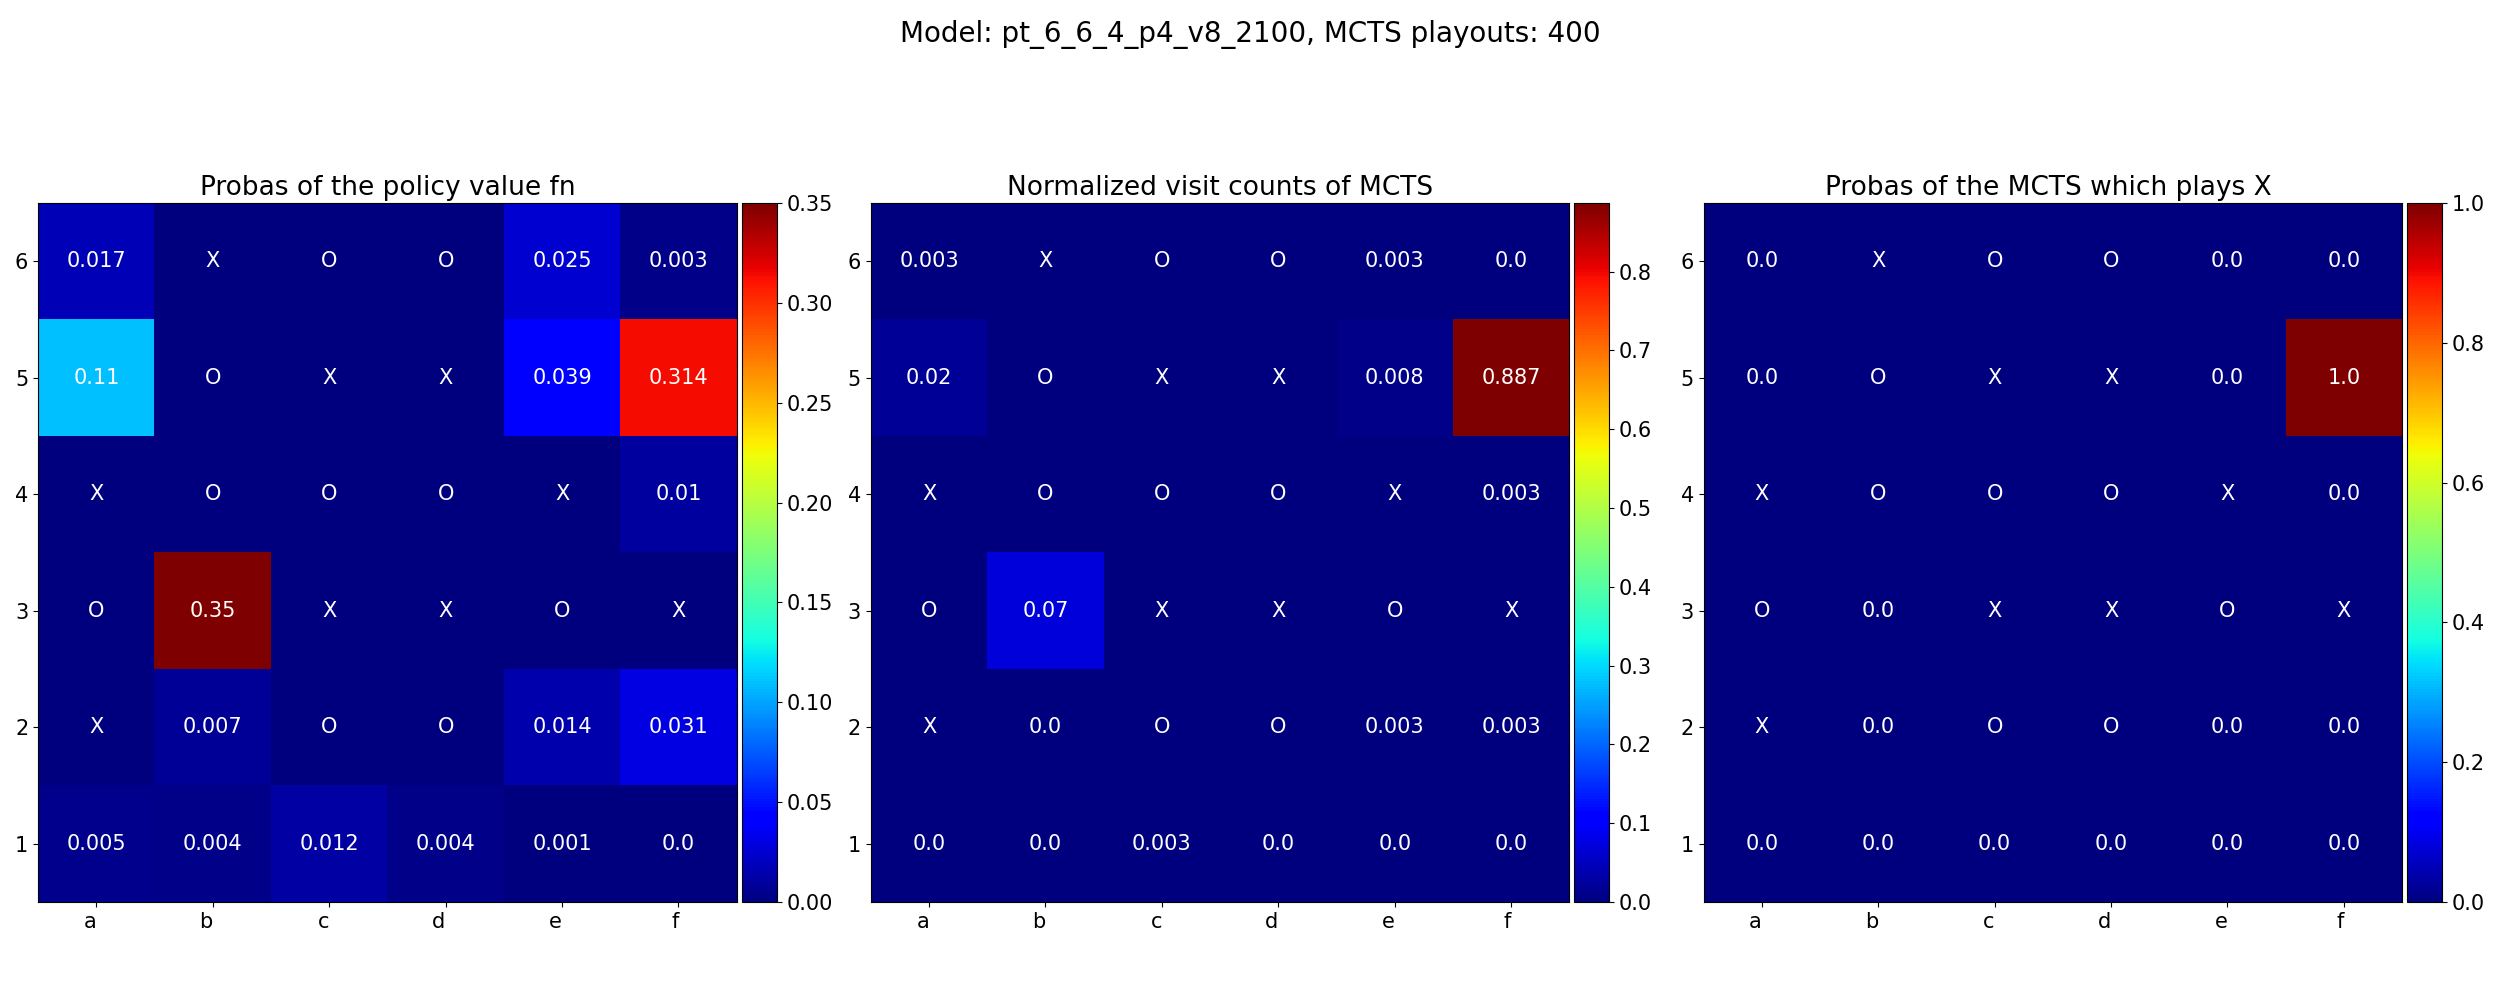 Model: pt_6_6_4_p4_v8_2100, MCTS playouts: 400
Probas of the policy value fn
6 0.017 X O O 0.025 0.003
5 0.11 O X X 0.039 0.314
4 X O O O X 0.01
3 O 0.35 X X O X
2 X 0.007 O O 0.014 0.031
1 0.005 0.004 0.012 0.004 0.001 0.0
a b c d e f
0.35
0.30
0.25
0.20
0.15
0.10
0.05
0.00
Normalized visit counts of MCTS
6 0.003 X O O 0.003 0.0
5 0.02 O X X 0.008 0.887
4 X O O O X 0.003
3 O 0.07 X X O X
2 X 0.0 O O 0.003 0.003
1 0.0 0.0 0.003 0.0 0.0 0.0
a b c d e f
0.8
0.7
0.6
0.5
0.4
0.3
0.2
0.1
0.0
Probas of the MCTS which plays X
6 0.0 X O O 0.0 0.0
5 0.0 O X X 0.0 1.0
4 X O O O X 0.0
3 O 0.0 X X O X
2 X 0.0 O O 0.0 0.0
1 0.0 0.0 0.0 0.0 0.0 0.0
a b c d e f
1.0
0.8
0.6
0.4
0.2
0.0